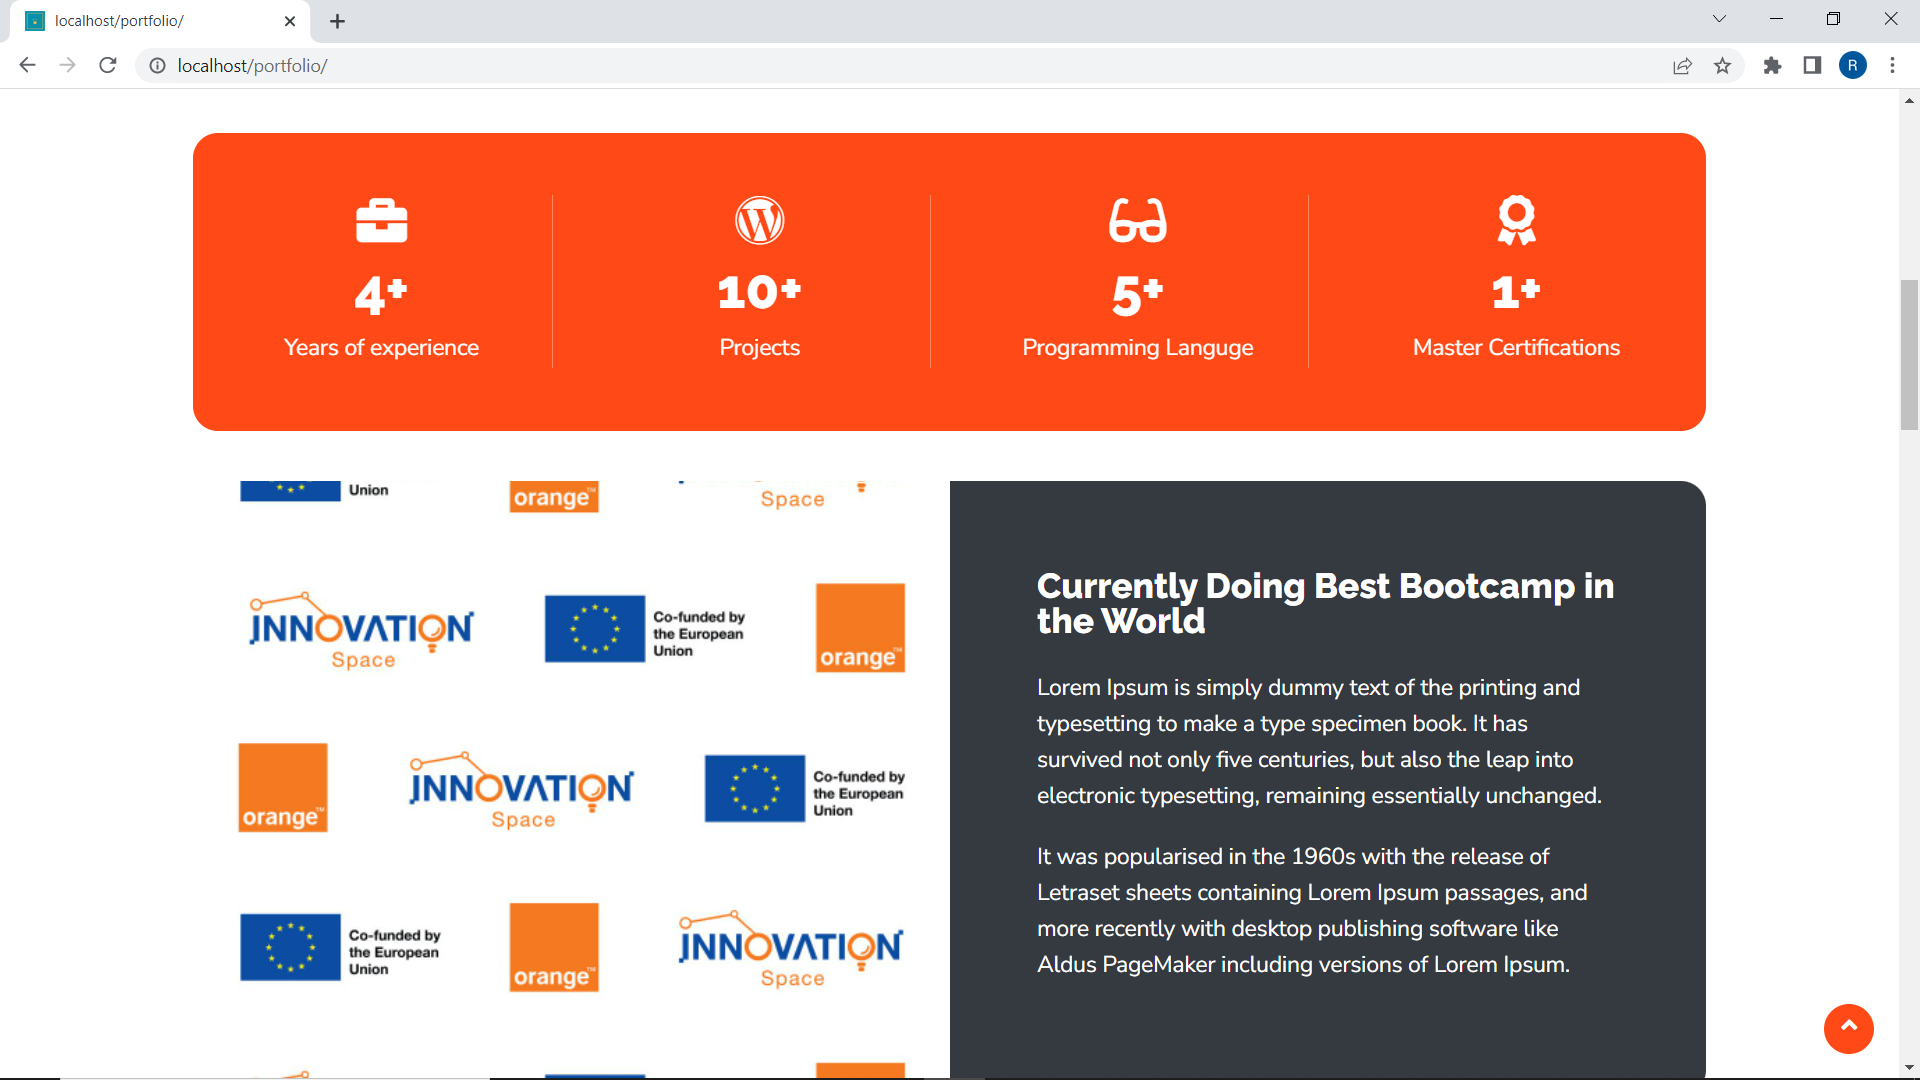 localhost/portfolio/
localhost/portfolio/
R
4+
10+
5+
1+
Years of experience
Projects
Programming Languge
Master Certifications
Union
orange™
Space
INNOVATION
Space
Co-funded by
the European
Union
orange™
orange™
INNOVATION
Space
Co-funded by
the European
Union
Co-funded by
the European
Union
orange™
INNOVATION
Space
Currently Doing Best Bootcamp in
the World
Lorem Ipsum is simply dummy text of the printing and
typesetting to make a type specimen book. It has
survived not only five centuries, but also the leap into
electronic typesetting, remaining essentially unchanged.
It was popularised in the 1960s with the release of
Letraset sheets containing Lorem Ipsum passages, and
more recently with desktop publishing software like
Aldus PageMaker including versions of Lorem Ipsum.